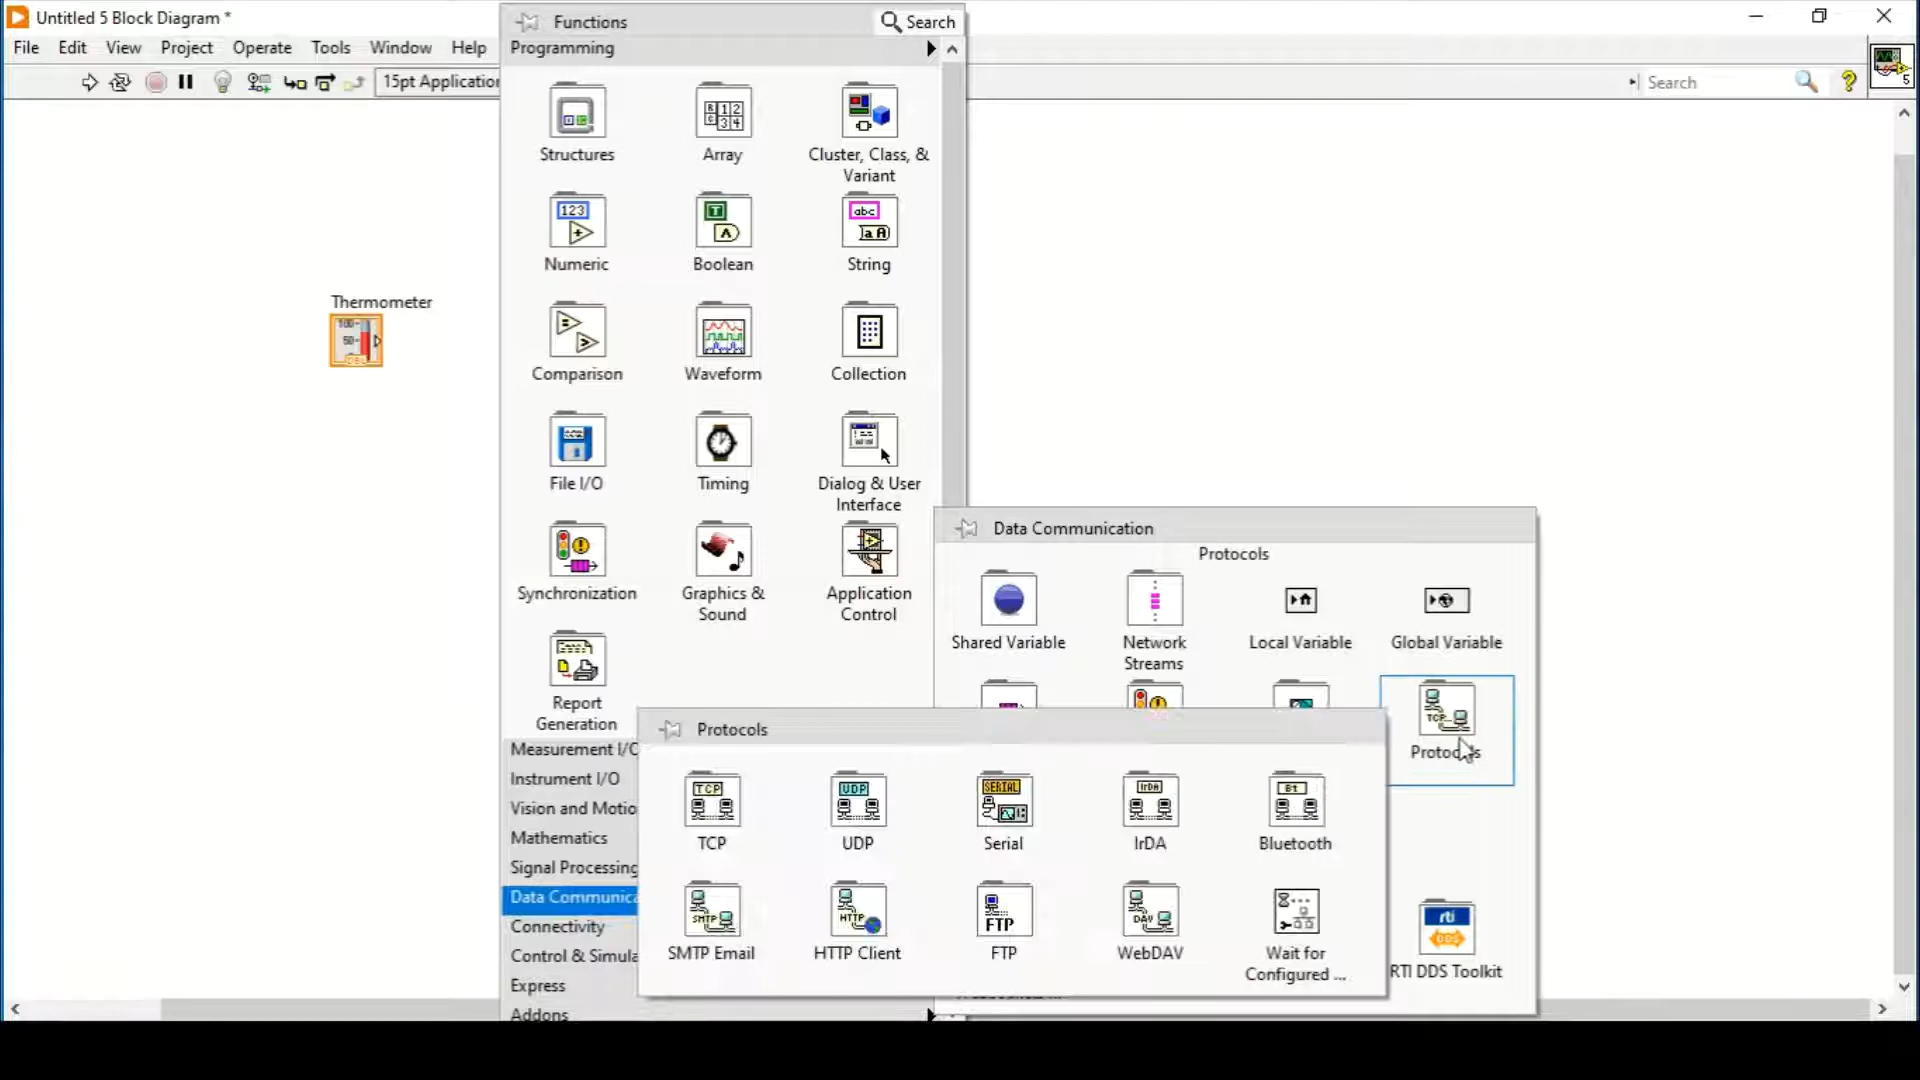 Untitled 5 Block Diagram *
File Edit View Project Operate Tools Window Help
15pt Application
Search
5
Thermometer
Functions
Search
Programming
Structures
Array
Cluster, Class, &
Variant
Numeric
Boolean
String
Comparison
Waveform
Collection
File I/O
Timing
Dialog & User
Interface
Synchronization
Graphics &
Sound
Application
Control
Report
Generation
Measurement I/O
Instrument I/O
Vision and Motio
Mathematics
Signal Processing
Data Communica
Connectivity
Control & Simula
Express
Addons
Data Communication
Protocols
Shared Variable
Network
Streams
Local Variable
Global Variable
Protocols
RTI DDS Toolkit
Protocols
TCP
UDP
Serial
IrDA
Bluetooth
SMTP Email
HTTP Client
FTP
WebDAV
Wait for
Configured ...